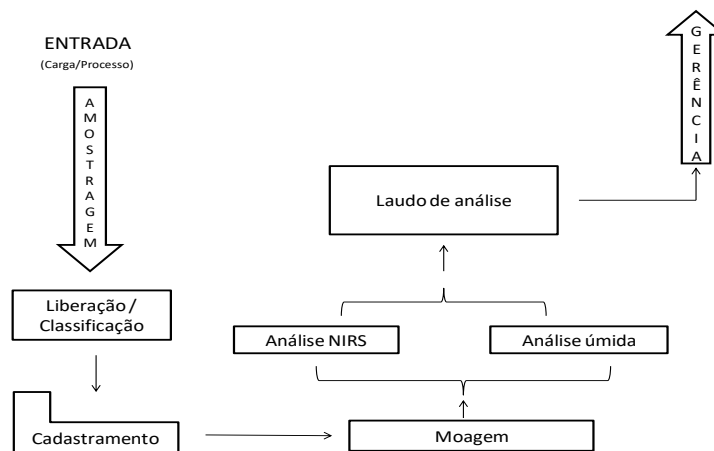 ENTRADA
(Carga/Processo)
AMOSTRAGEM
Liberação /
Classificação
Cadastramento
Moagem
Análise NIRS
Análise úmida
Laudo de análise
GERÊNCIA